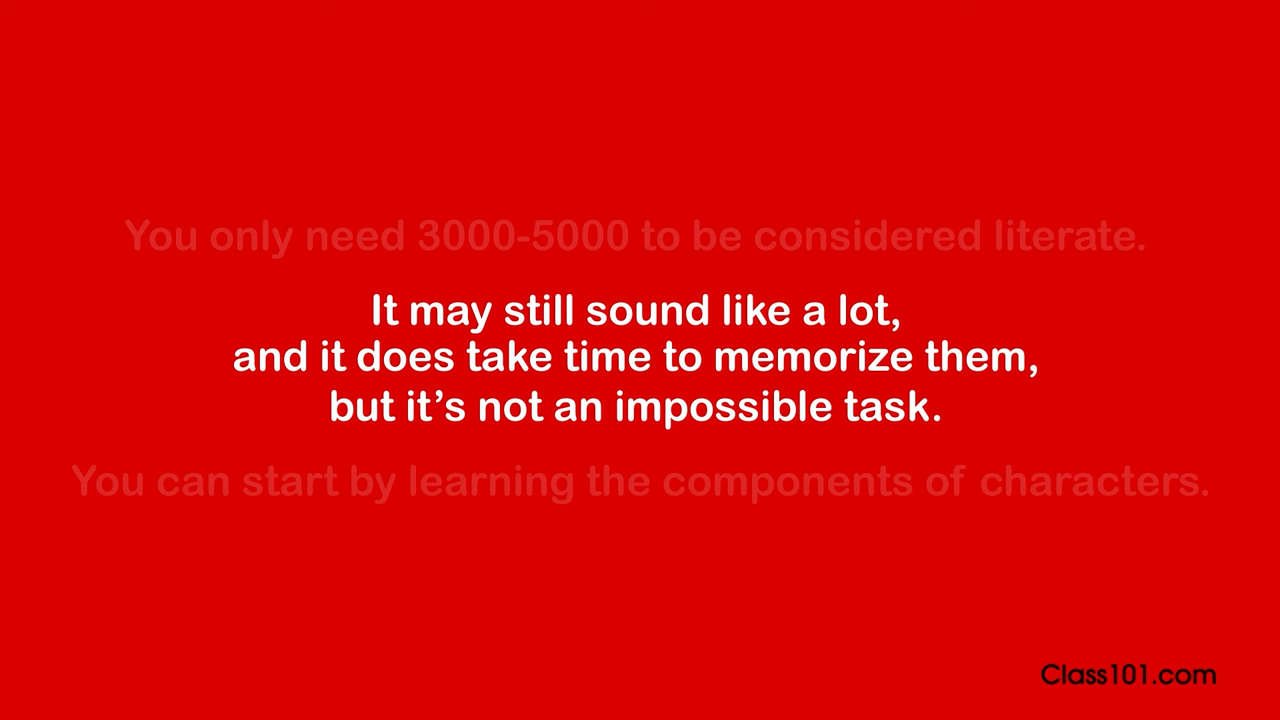 You only need 3000-5000 to be considered literate.
It may still sound like a lot,
and it does take time to memorize them,
but it’s not an impossible task.
You can start by learning the components of characters.
Class101.com